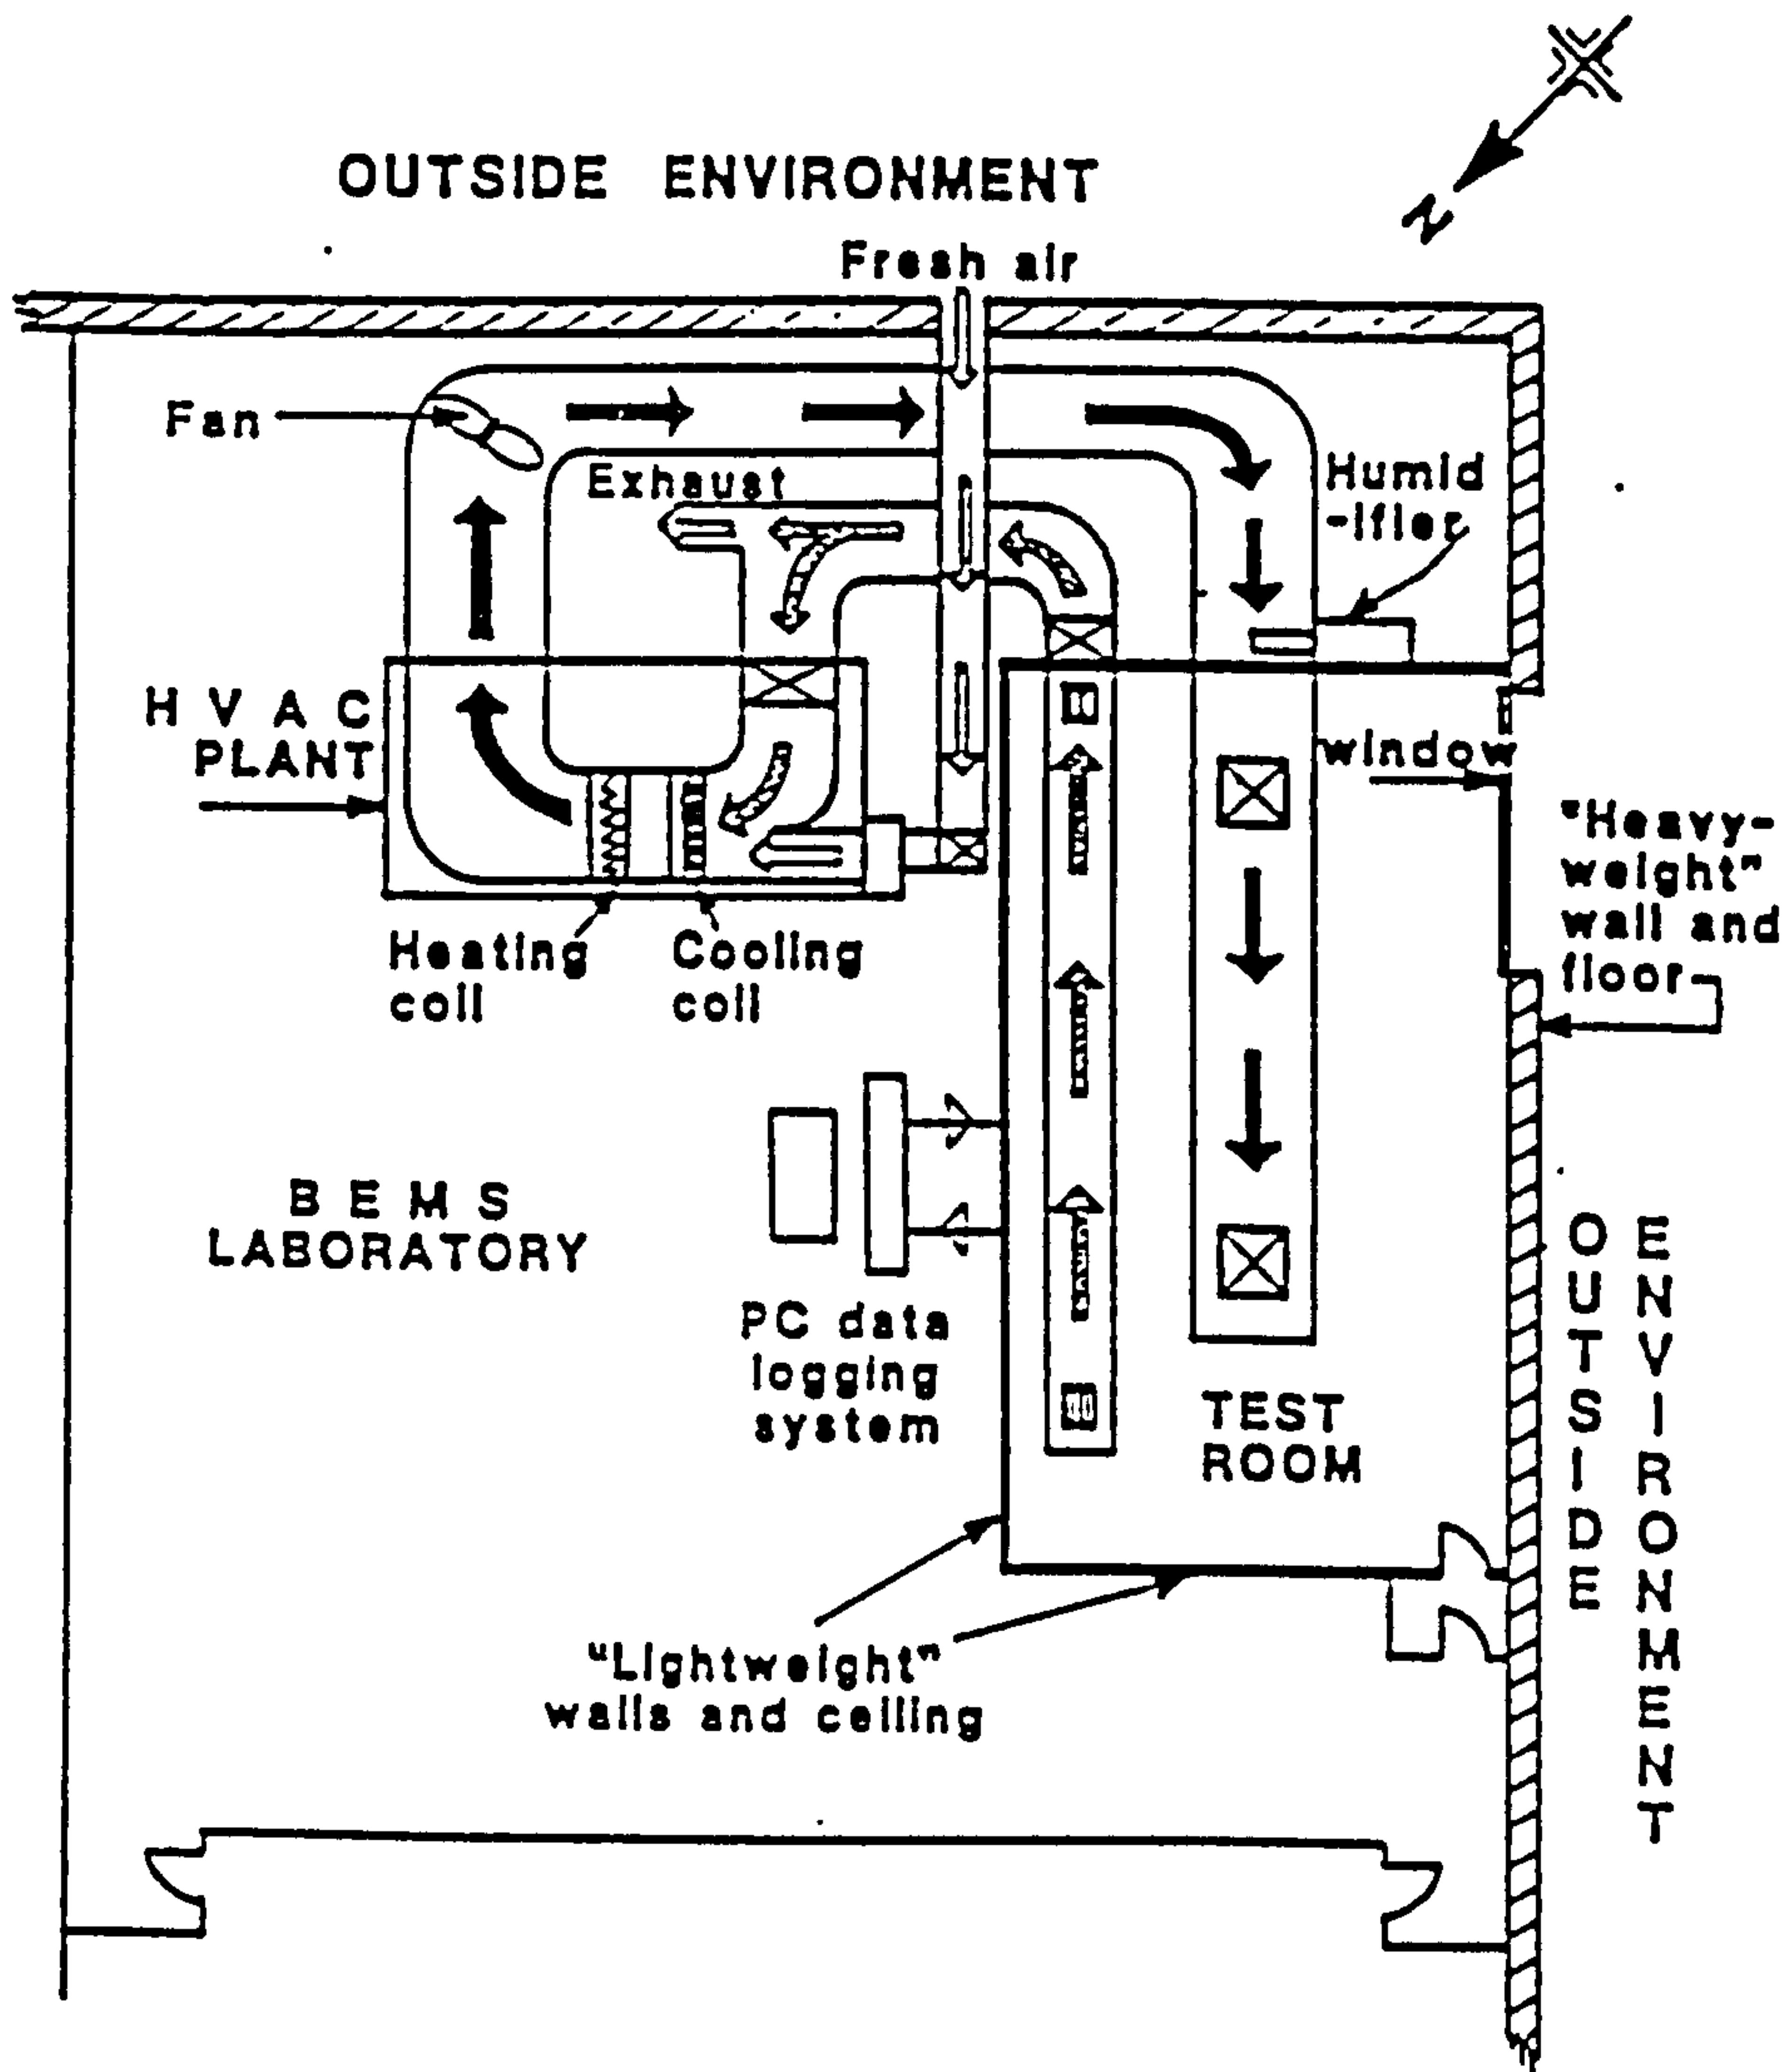 N
OUTSIDE ENVIRONMENT
Fresh air
Fan
Exhaust
Humid
-ifier
H V A C
PLANT
window
"Heavy-
weight"
wall and
floor
Heating
coil
Cooling
coil
B E M S
LABORATORY
PC data
logging
system
TEST
ROOM
OUTSIDE
ENVIRONMENT
"Lightweight"
walls and ceiling